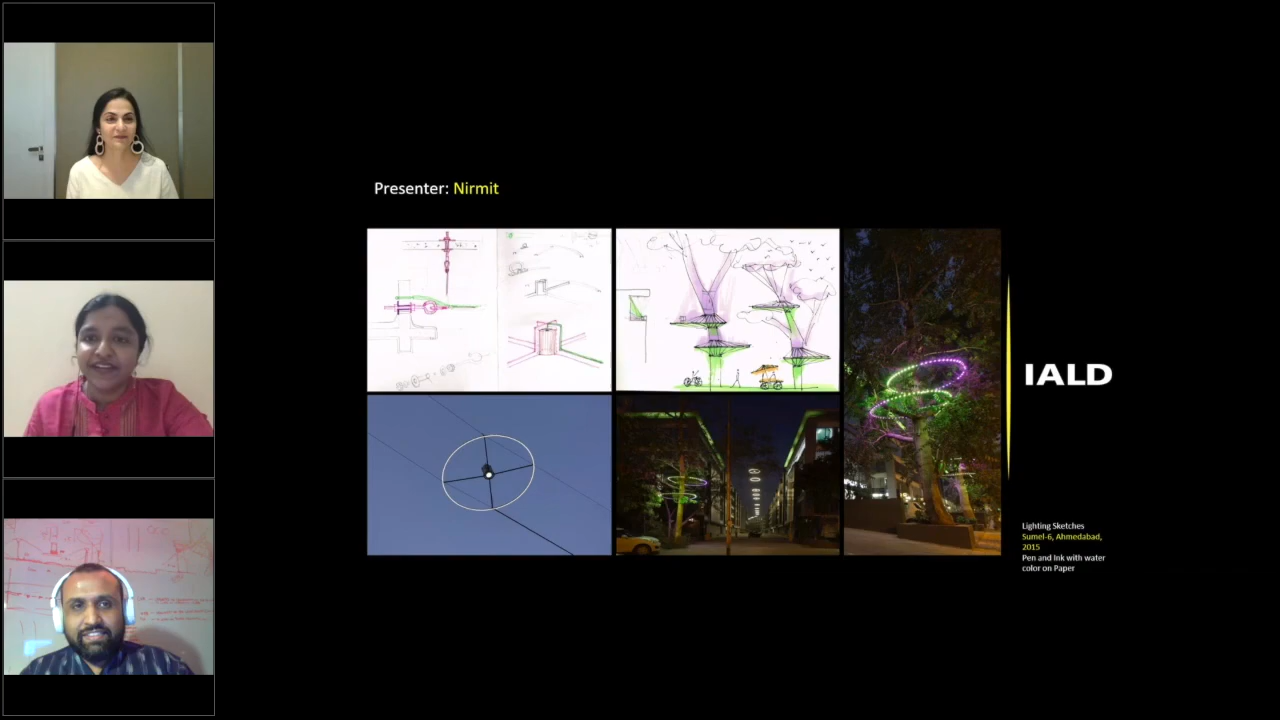 Presenter: Nirmit
IALD
Lighting Sketches
Sumel-6, Ahmedabad,
2015
Pen and Ink with water
color on Paper